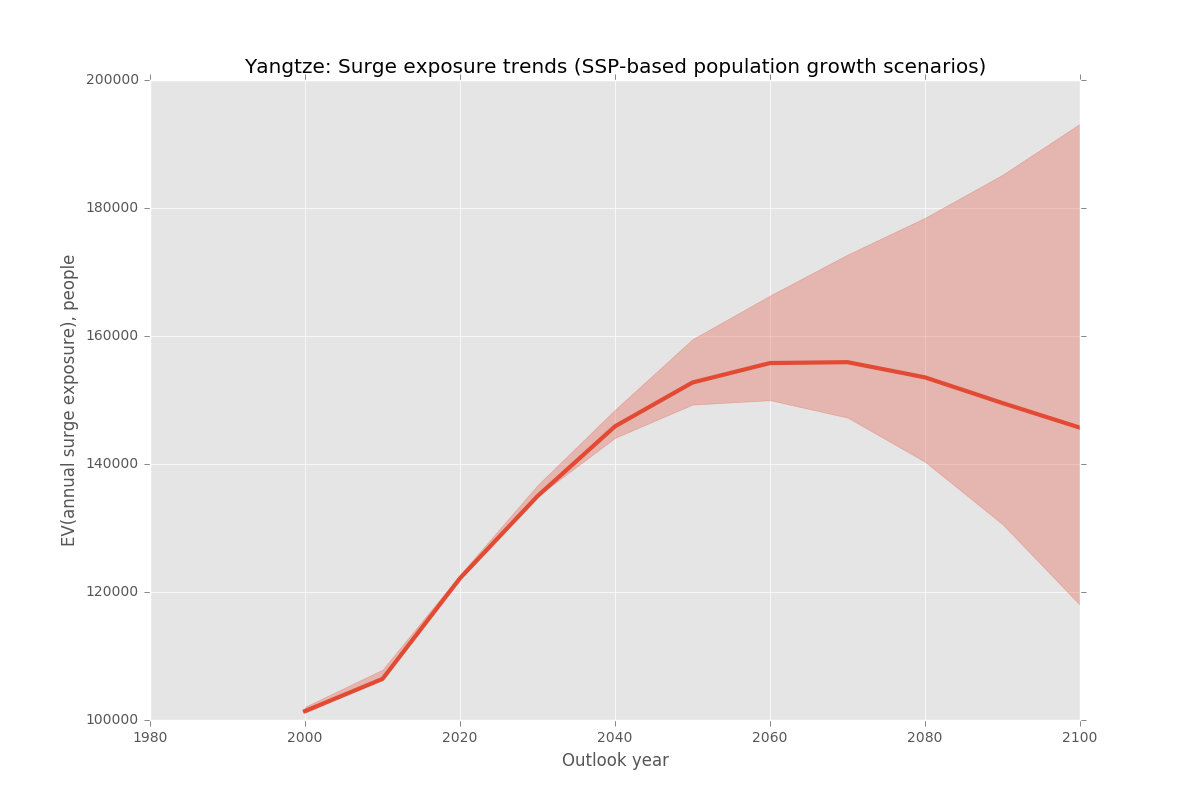 Yangtze: Surge exposure trends (SSP-based population growth scenarios)
200000
180000
160000
140000
120000
100000
EV(annual surge exposure), people
1980 2000 2020 2040 2060 2080 2100
Outlook year